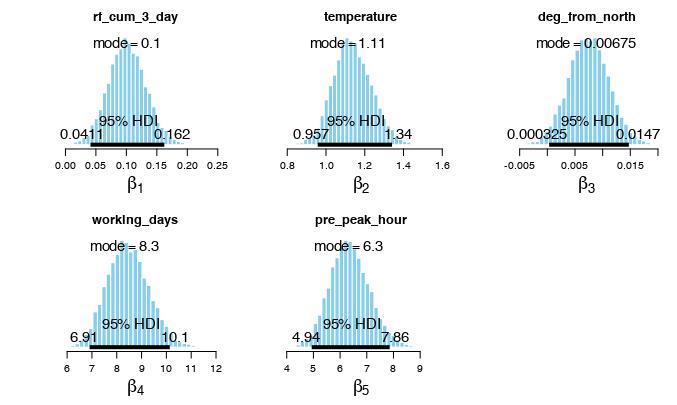 rf_cum_3_day
mode = 0.1
95% HDI
0.0411 0.162
0.00 0.05 0.10 0.15 0.20 0.25
β1
temperature
mode = 1.11
95% HDI
0.957 1.34
0.8 1.0 1.2 1.4 1.6
β2
deg_from_north
mode = 0.00675
95% HDI
0.000325 0.0147
-0.005 0.005 0.015
β3
working_days
mode = 8.3
95% HDI
6.91 10.1
6 7 8 9 10 11 12
β4
pre_peak_hour
mode = 6.3
95% HDI
4.94 7.86
4 5 6 7 8 9
β5